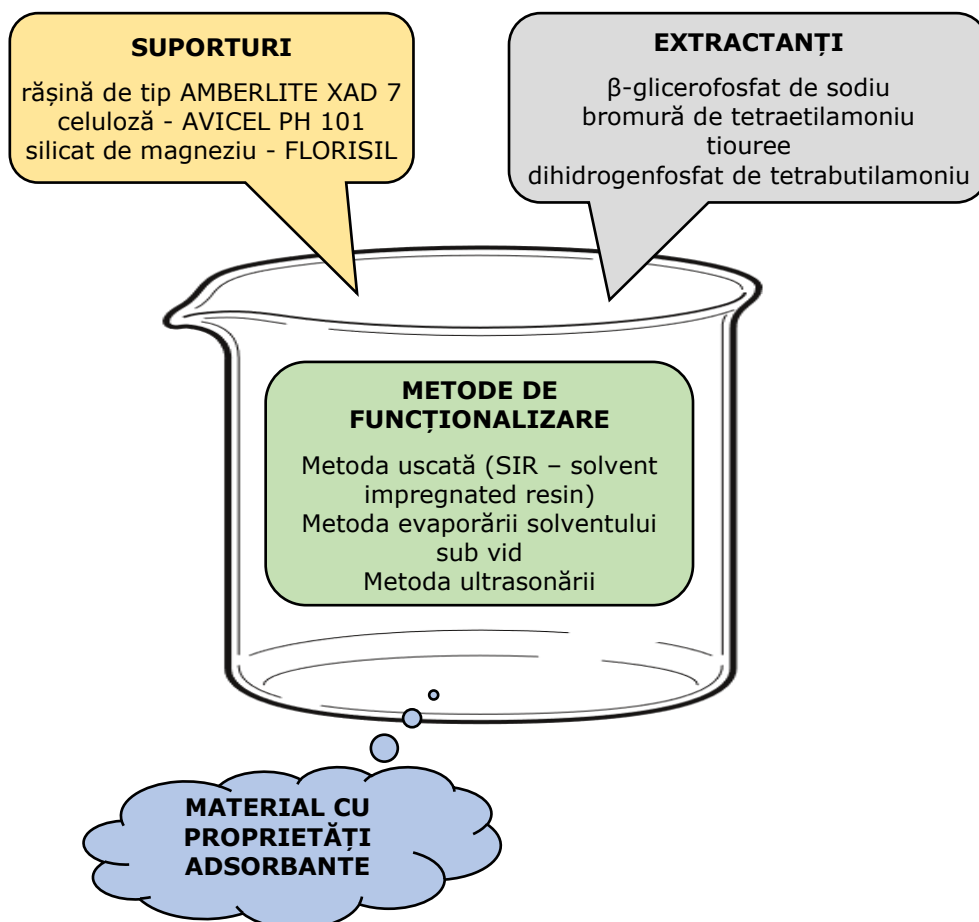 SUPORTURI
rășină de tip AMBERLITE XAD 7
celuloză - AVICEL PH 101
silicat de magneziu - FLORISIL
EXTRACTANȚI
β-glicerofosfat de sodiu
bromură de tetraetilamoniu
tiouree
dihidrogenfosfat de tetrabutilamoniu
METODE DE
FUNCȚIONALIZARE
Metoda uscată (SIR – solvent
impregnated resin)
Metoda evaporării solventului
sub vid
Metoda ultrasonării
MATERIAL CU
PROPRIETĂȚI
ADSORBANTE